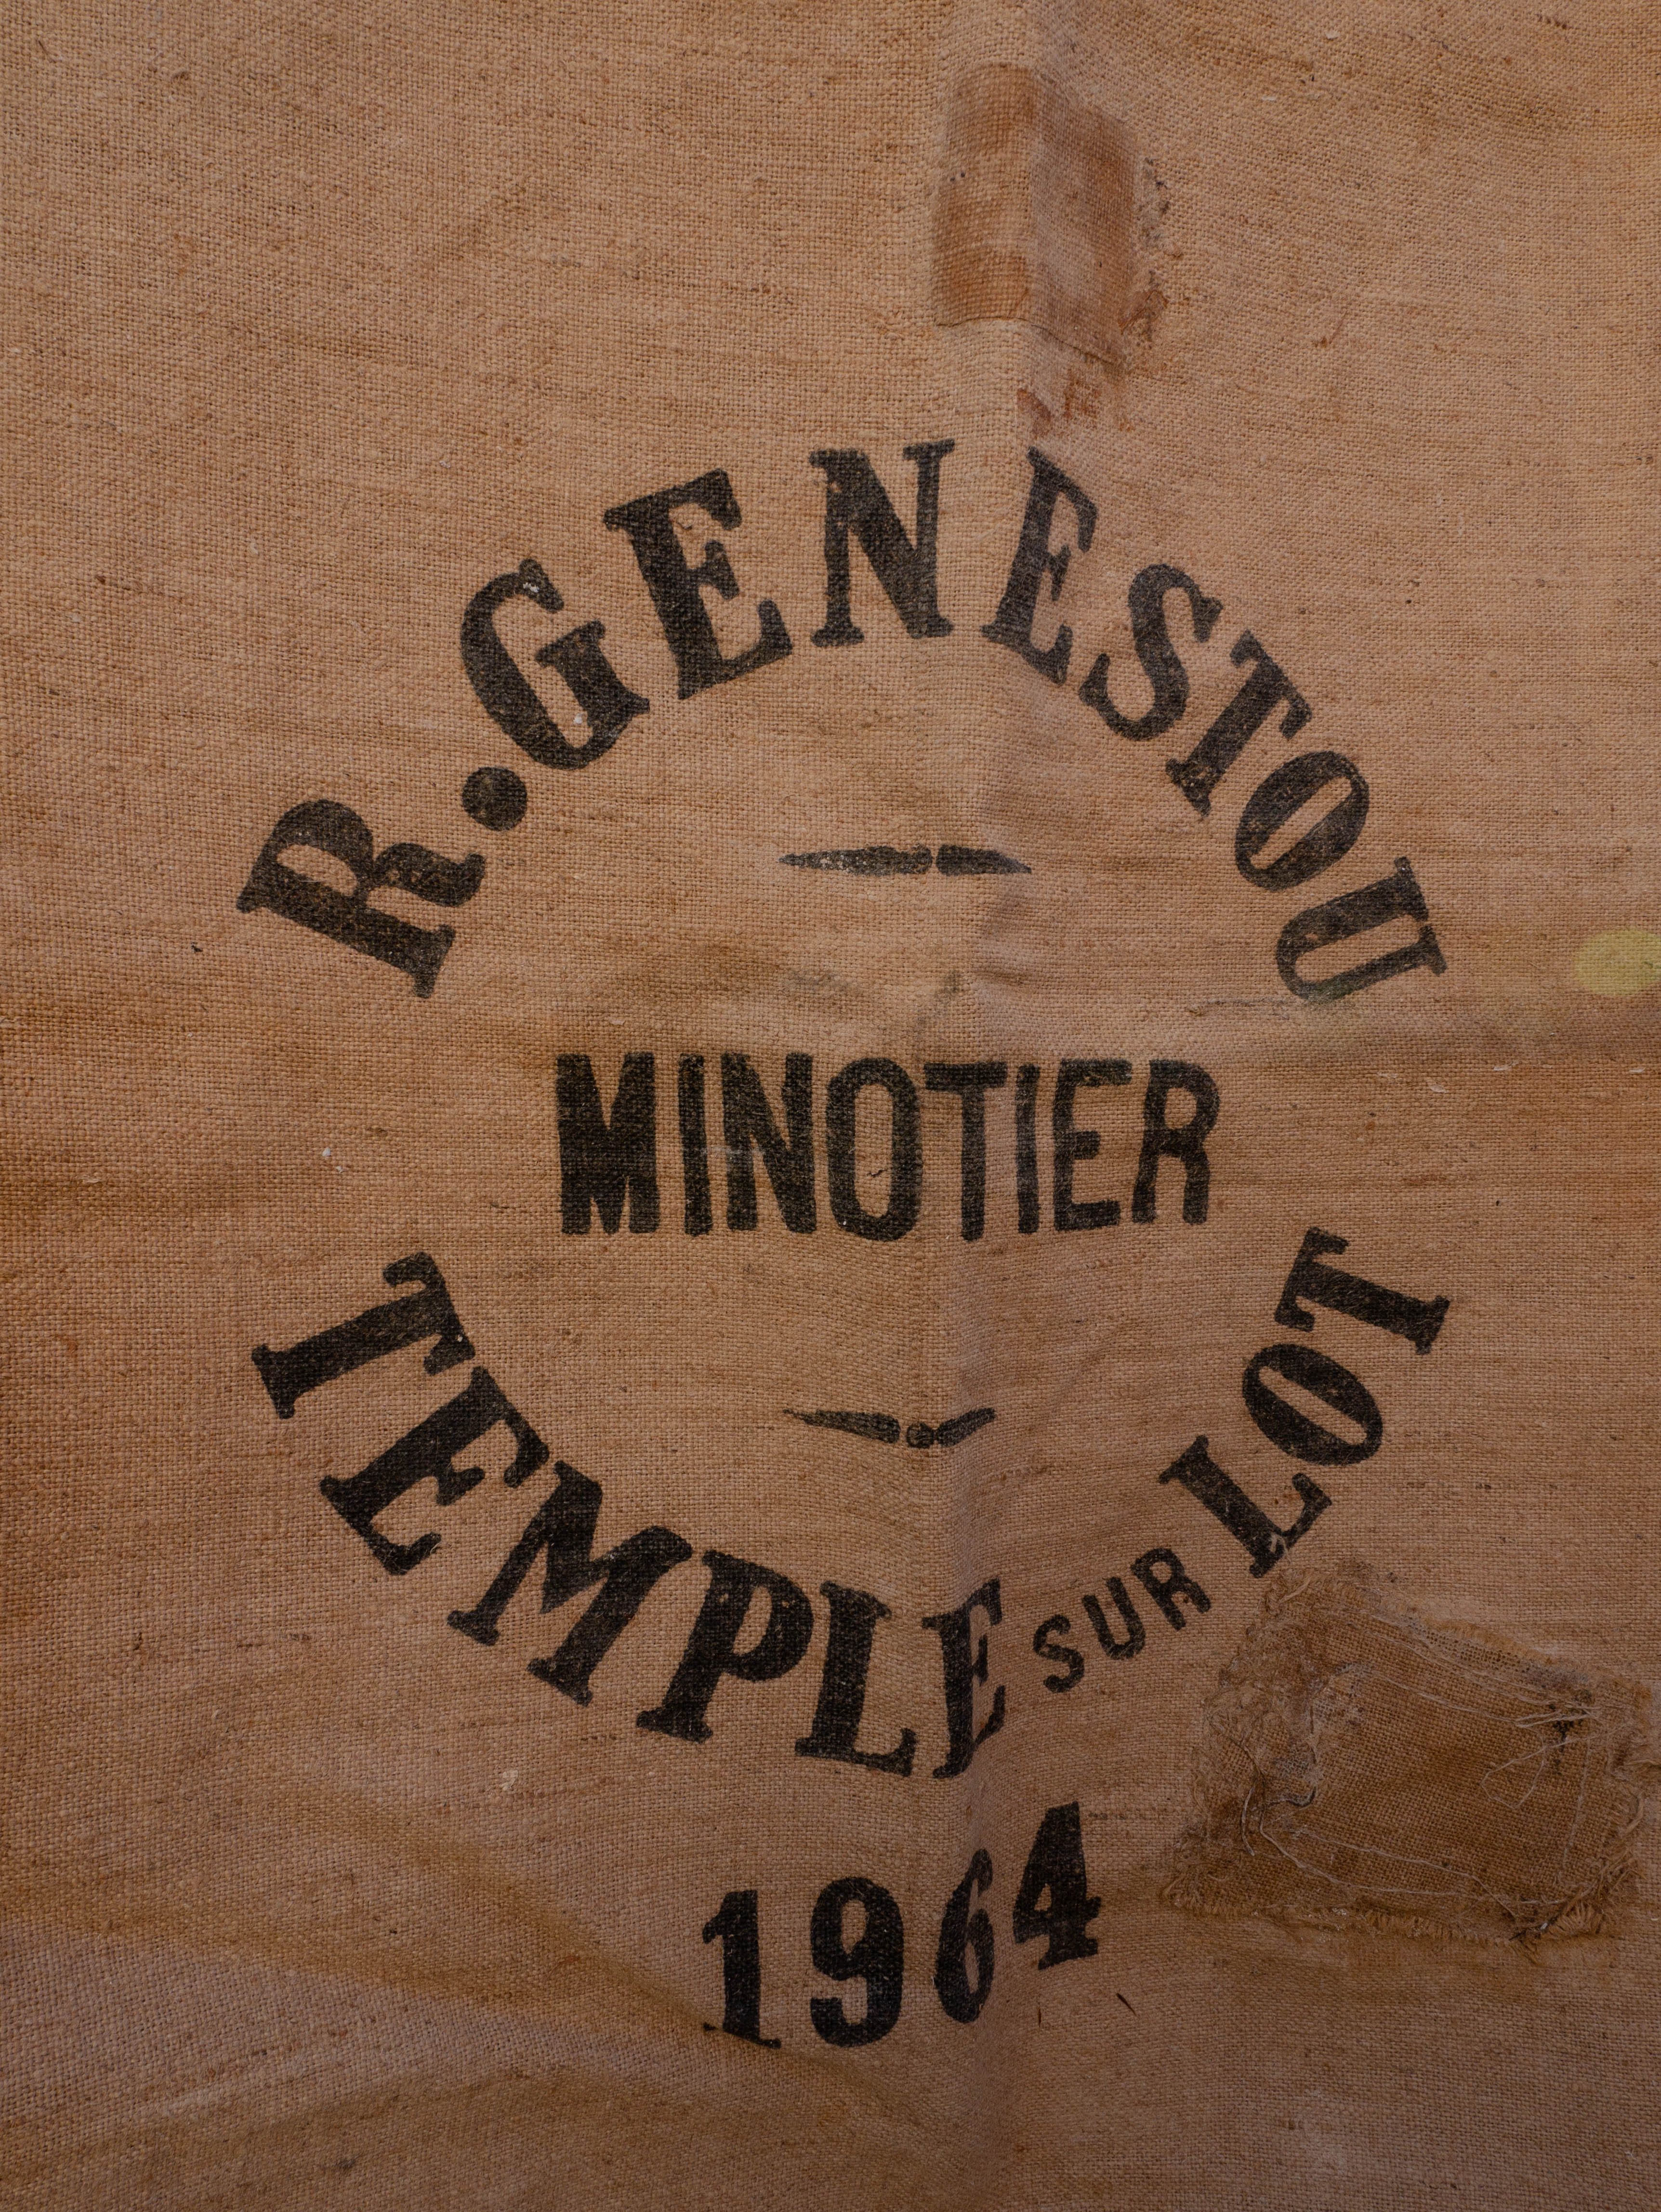 R.GENESTOU
MINOTIER
TEMPLE SUR LOT
1964